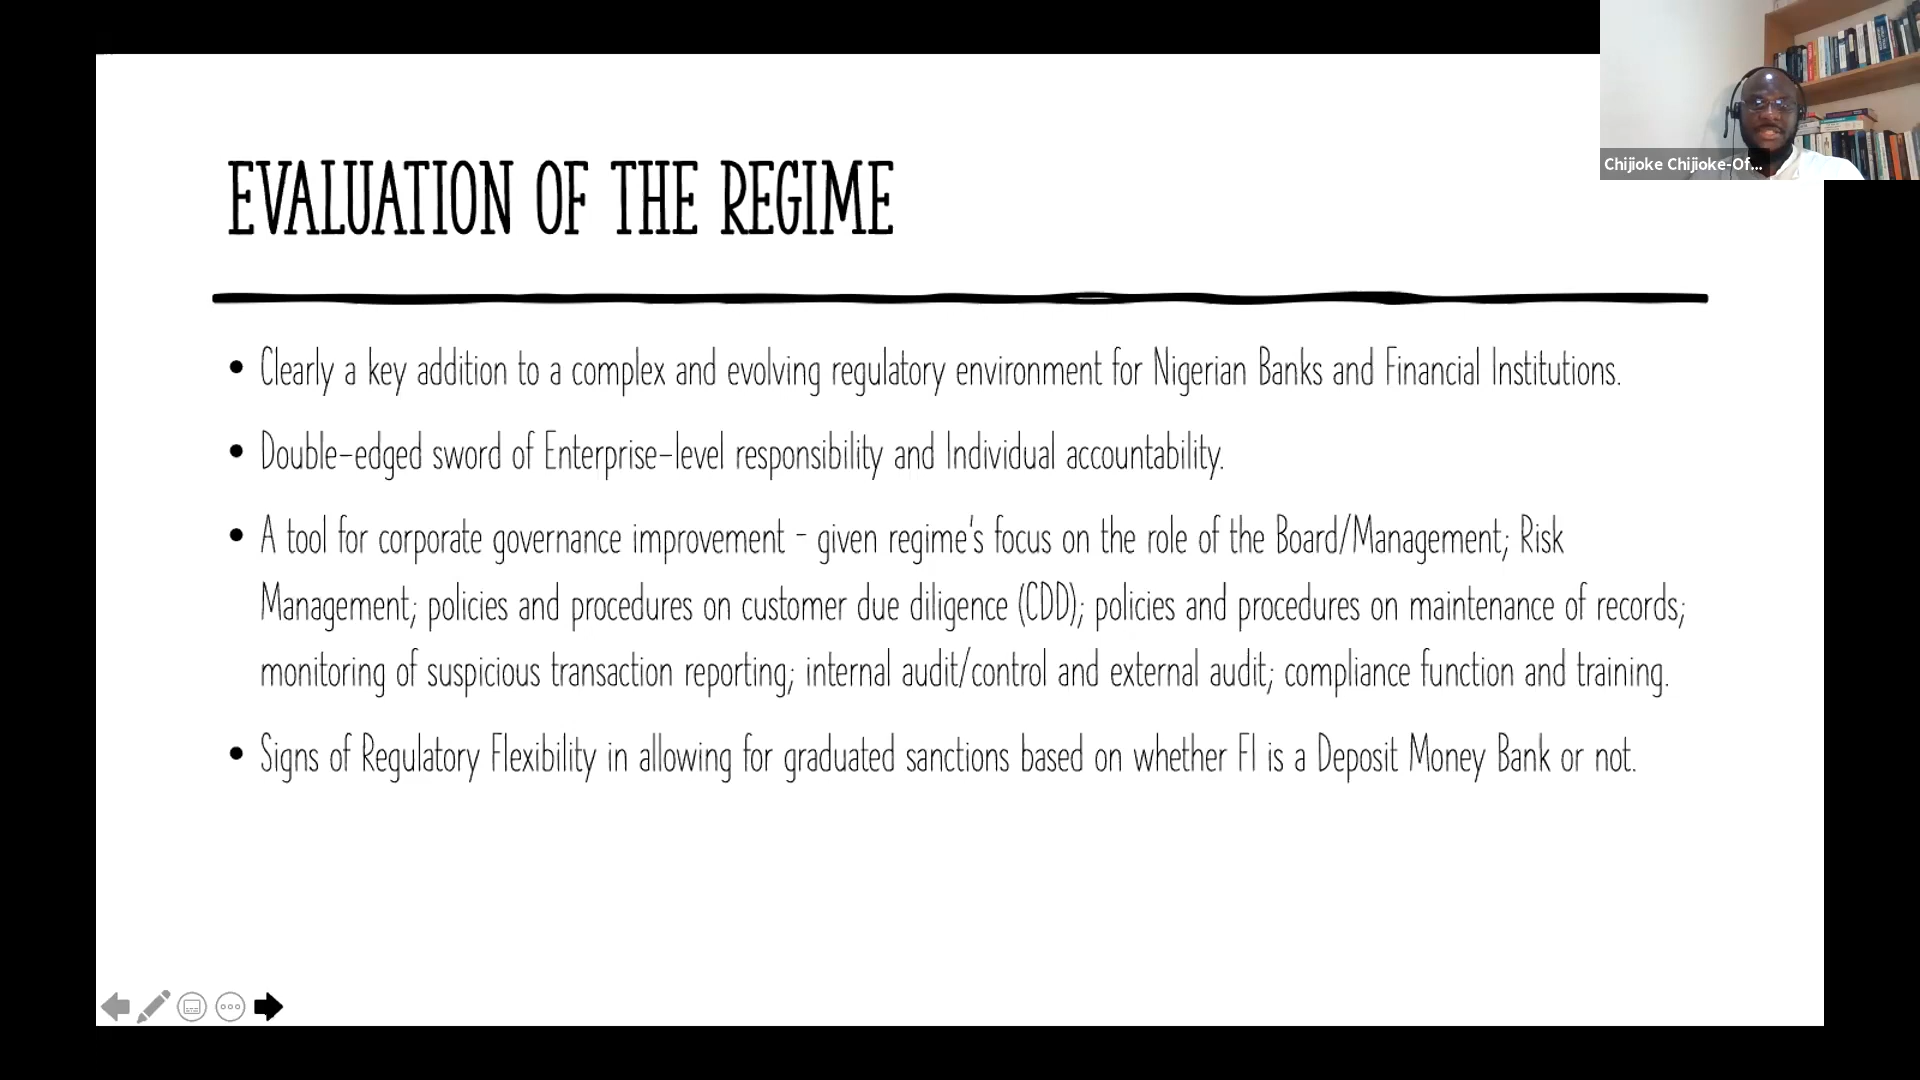 EVALUATION OF THE REGIME
• Clearly a key addition to a complex and evolving regulatory environment for Nigerian Banks and Financial Institutions.
• Double-edged sword of Enterprise-level responsibility and Individual accountability.
• A tool for corporate governance improvement - given regime's focus on the role of the Board/Management; Risk
Management; policies and procedures on customer due diligence (CDD); policies and procedures on maintenance of records;
monitoring of suspicious transaction reporting; internal audit/control and external audit; compliance function and training.
• Signs of Regulatory Flexibility in allowing for graduated sanctions based on whether FI is a Deposit Money Bank or not.
Chijioke Chijioke-Of...